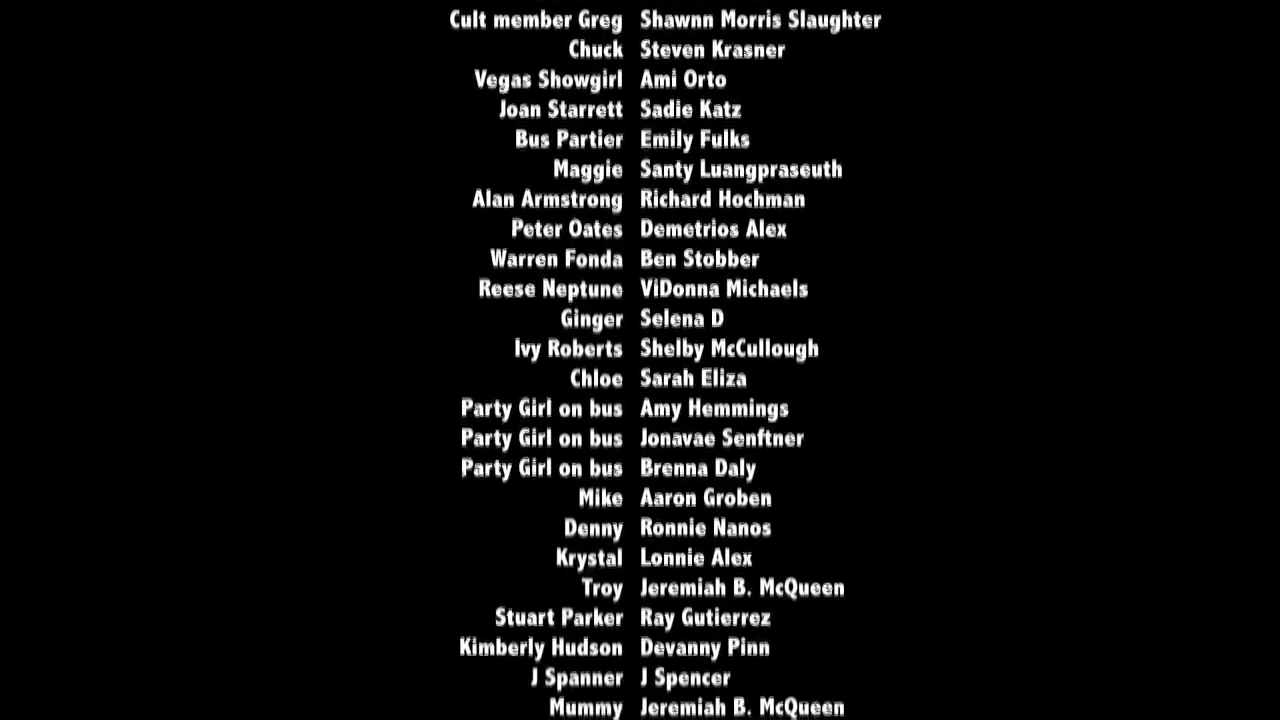 Cult member Greg Shawnn Morris Slaughter
Chuck Steven Krasner
Vegas Showgirl Ami Orto
Joan Starrett Sadie Katz
Bus Partier Emily Fulks
Maggie Santy Luangpraseuth
Alan Armstrong Richard Hochman
Peter Oates Demetrios Alex
Warren Fonda Ben Stobber
Reese Neptune ViDonna Michaels
Ginger Selena D
Ivy Roberts Shelby McCullough
Chloe Sarah Eliza
Party Girl on bus Amy Hemmings
Party Girl on bus Jonavae Senftner
Party Girl on bus Brenna Daly
Mike Aaron Groben
Denny Ronnie Nanos
Krystal Lonnie Alex
Troy Jeremiah B. McQueen
Stuart Parker Ray Gutierrez
Kimberly Hudson Devanny Pinn
J Spanner J Spencer
Mummy Jeremiah B. McQueen